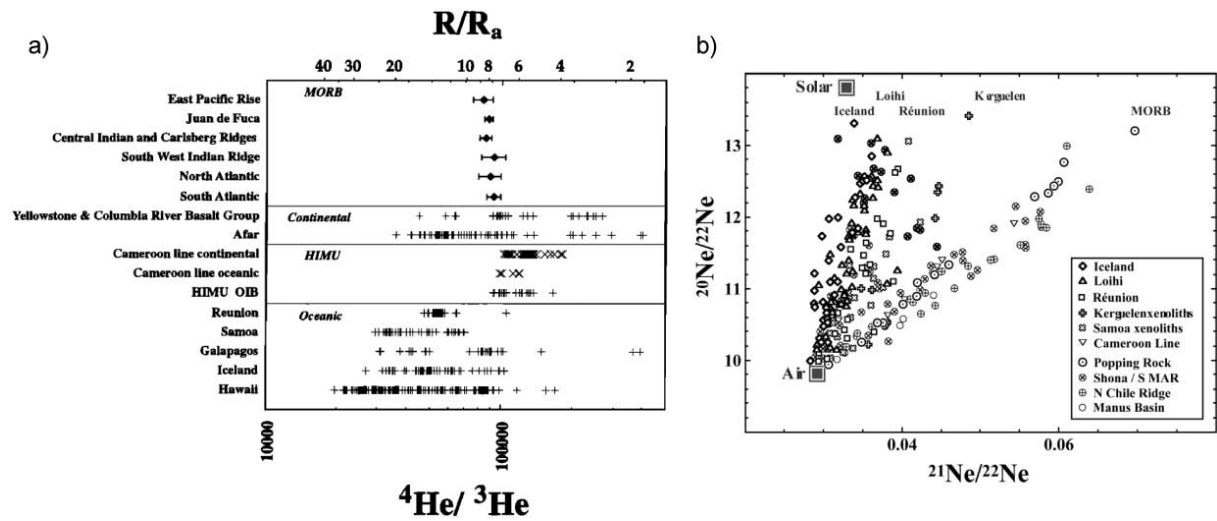 a)
R/Ra
40 30 20 10 8 6 4 2
MORB
East Pacific Rise
Juan de Fuca
Central Indian and Carlsberg Ridges
South West Indian Ridge
North Atlantic
South Atlantic
Yellowstone & Columbia River Basalt Group
Continental
Afar
Cameroon line continental
HIMU
Cameroon line oceanic
HIMU OIB
Reunion
Oceanic
Samoa
Galapagos
Iceland
Hawaii
10000
100000
4He/ 3He
b)
Solar
Loihi
Kerguelen
Iceland
Réunion
MORB
13
12
11
10
9
20Ne/22Ne
Air
Iceland
Loihi
Réunion
Kerguelenxenoliths
Samoa xenoliths
Cameroon Line
Popping Rock
Shona / S MAR
N Chile Ridge
Manus Basin
0.04
0.06
21Ne/22Ne